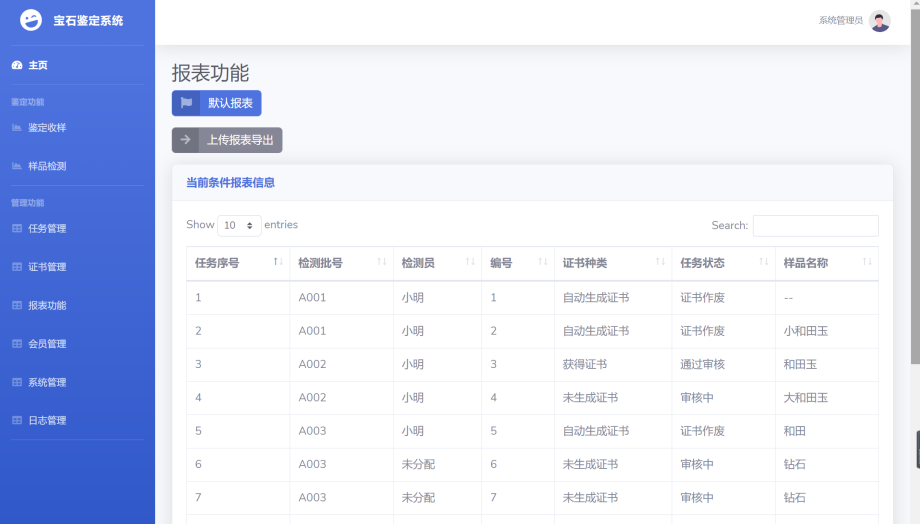 宝石鉴定系统
系统管理员
主页
鉴定功能
鉴定收样
样品检测
管理功能
任务管理
证书管理
报表功能
会员管理
系统管理
日志管理
报表功能
默认报表
上传报表导出
当前条件报表信息
Show 10 entries Search:
任务序号 检测批号 检测员 编号 证书种类 任务状态 样品名称
1 A001 小明 1 自动生成证书 证书作废 --
2 A001 小明 2 自动生成证书 证书作废 小和田玉
3 A002 小明 3 获得证书 通过审核 和田玉
4 A002 小明 4 未生成证书 审核中 大和田玉
5 A003 小明 5 自动生成证书 证书作废 和田
6 A003 未分配 6 未生成证书 审核中 钻石
7 A003 未分配 7 未生成证书 审核中 钻石